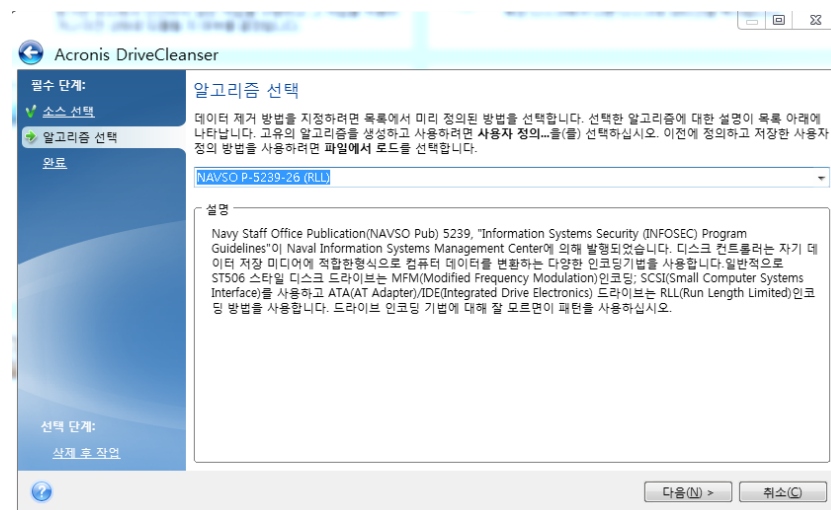 Acronis DriveCleanser
필수 단계:
소스 선택
알고리즘 선택
완료
선택 단계:
삭제 후 작업
알고리즘 선택
데이터 제거 방법을 지정하려면 목록에서 미리 정의된 방법을 선택합니다. 선택한 알고리즘에 대한 설명이 목록 아래에
나타납니다. 고유의 알고리즘을 생성하고 사용하려면 사용자 정의...을(를) 선택하십시오. 이전에 정의하고 저장한 사용자
정의 방법을 사용하려면 파일에서 로드를 선택합니다.
NAVSO P-5239-26 (RLL)
설명
Navy Staff Office Publication(NAVSO Pub) 5239, "Information Systems Security (INFOSEC) Program
Guidelines"이 Naval Information Systems Management Center에 의해 발행되었습니다. 디스크 컨트롤러는 자기 데
이터 저장 미디어에 적합한형식으로 컴퓨터 데이터를 변환하는 다양한 인코딩기법을 사용합니다.일반적으로
ST506 스타일 디스크 드라이브는 MFM(Modified Frequency Modulation)인코딩; SCSI(Small Computer Systems
Interface)를 사용하고 ATA(AT Adapter)/IDE(Integrated Drive Electronics) 드라이브는 RLL(Run Length Limited)인코
딩 방법을 사용합니다. 드라이브 인코딩 기법에 대해 잘 모르면이 패턴을 사용하십시오.
다음(N) >
취소(C)